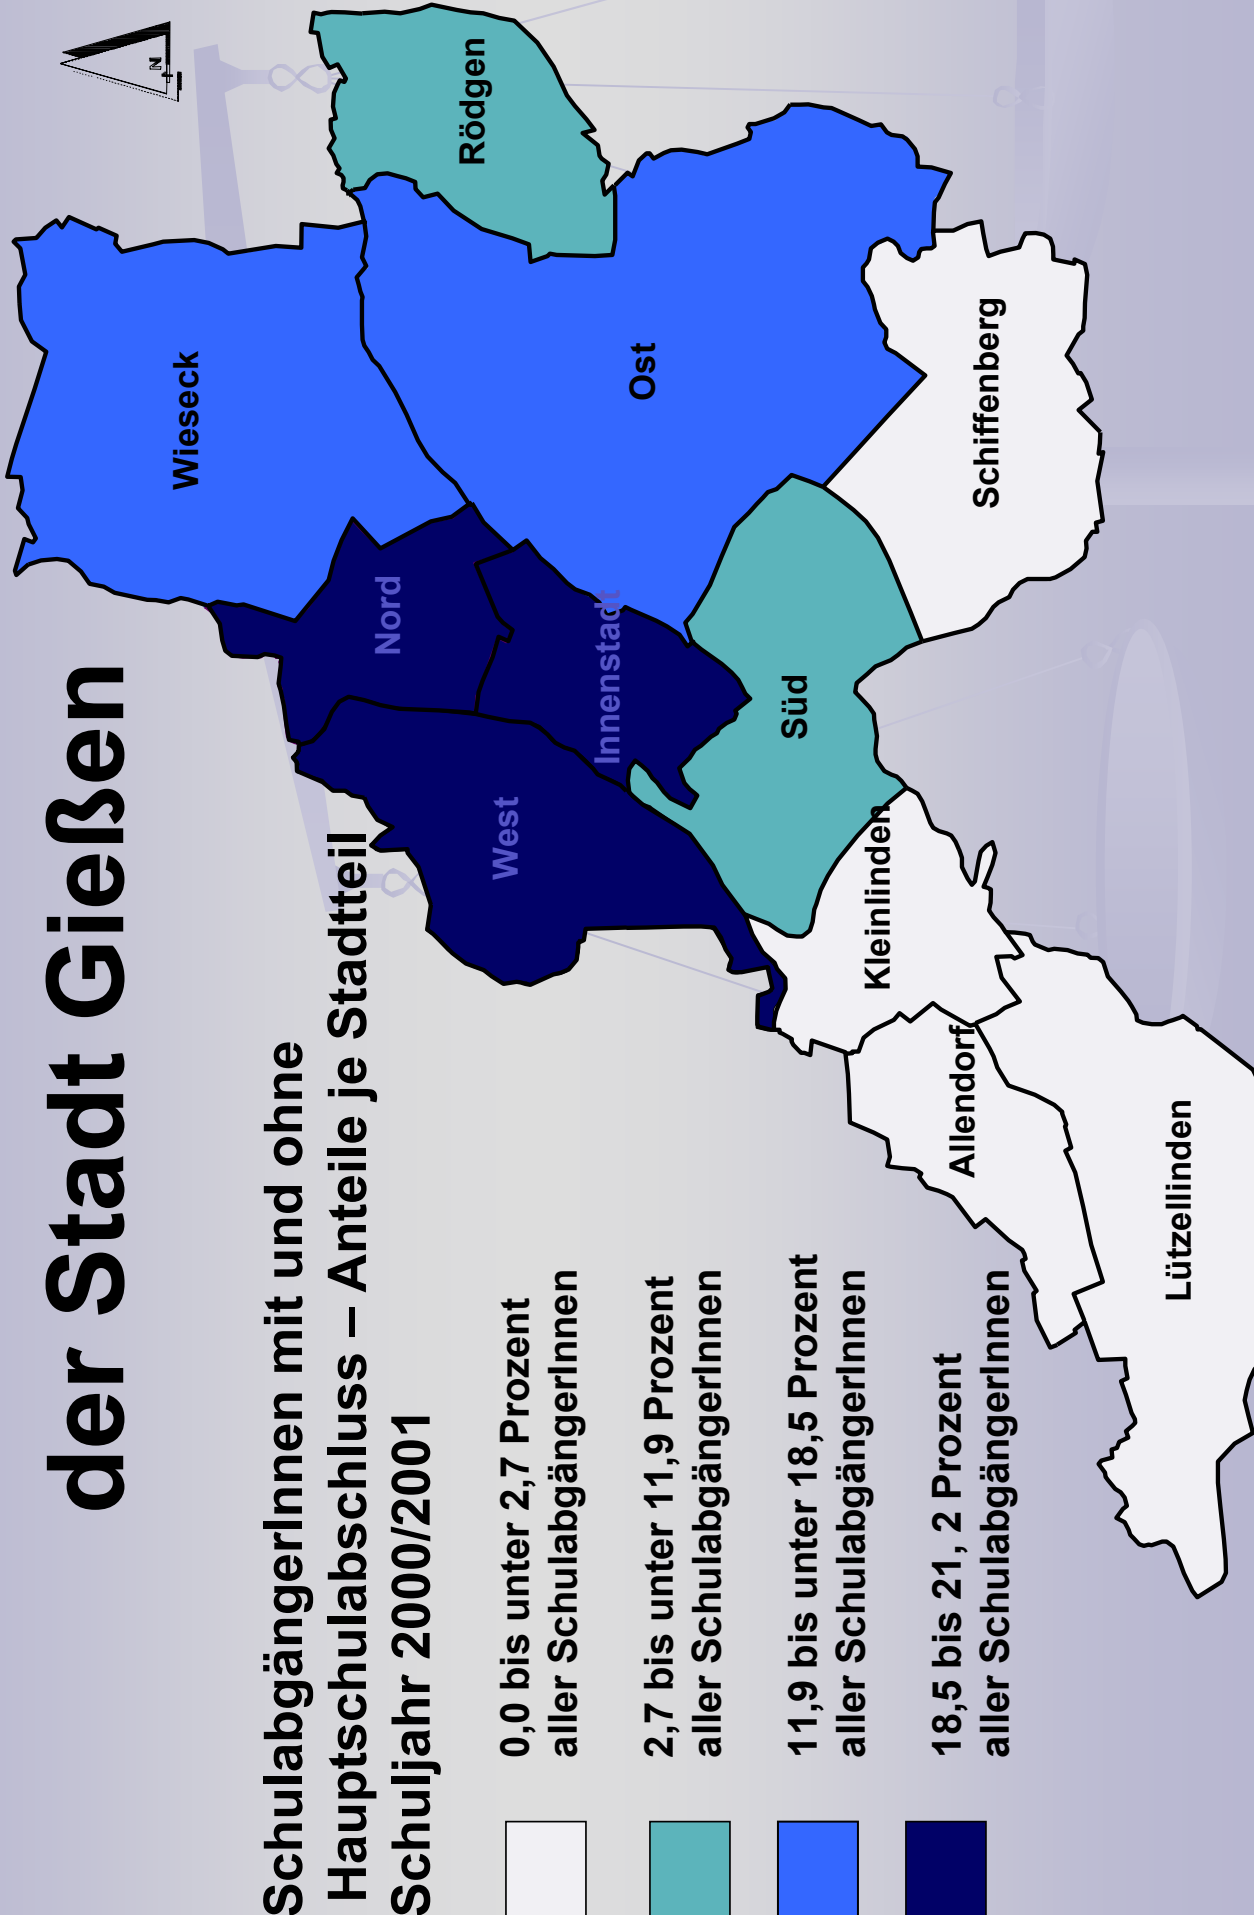 der Stadt Gießen
SchulabgängerInnen mit und ohne
Hauptschulabschluss – Anteile je Stadtteil
Schuljahr 2000/2001
0,0 bis unter 2,7 Prozent
aller SchulabgängerInnen
2,7 bis unter 11,9 Prozent
aller SchulabgängerInnen
11,9 bis unter 18,5 Prozent
aller SchulabgängerInnen
18,5 bis 21, 2 Prozent
aller SchulabgängerInnen
N
Wieseck
Rödgen
Nord
West
Innenstadt
Ost
Süd
Kleinlinden
Allendorf
Schiffenberg
Lützellinden